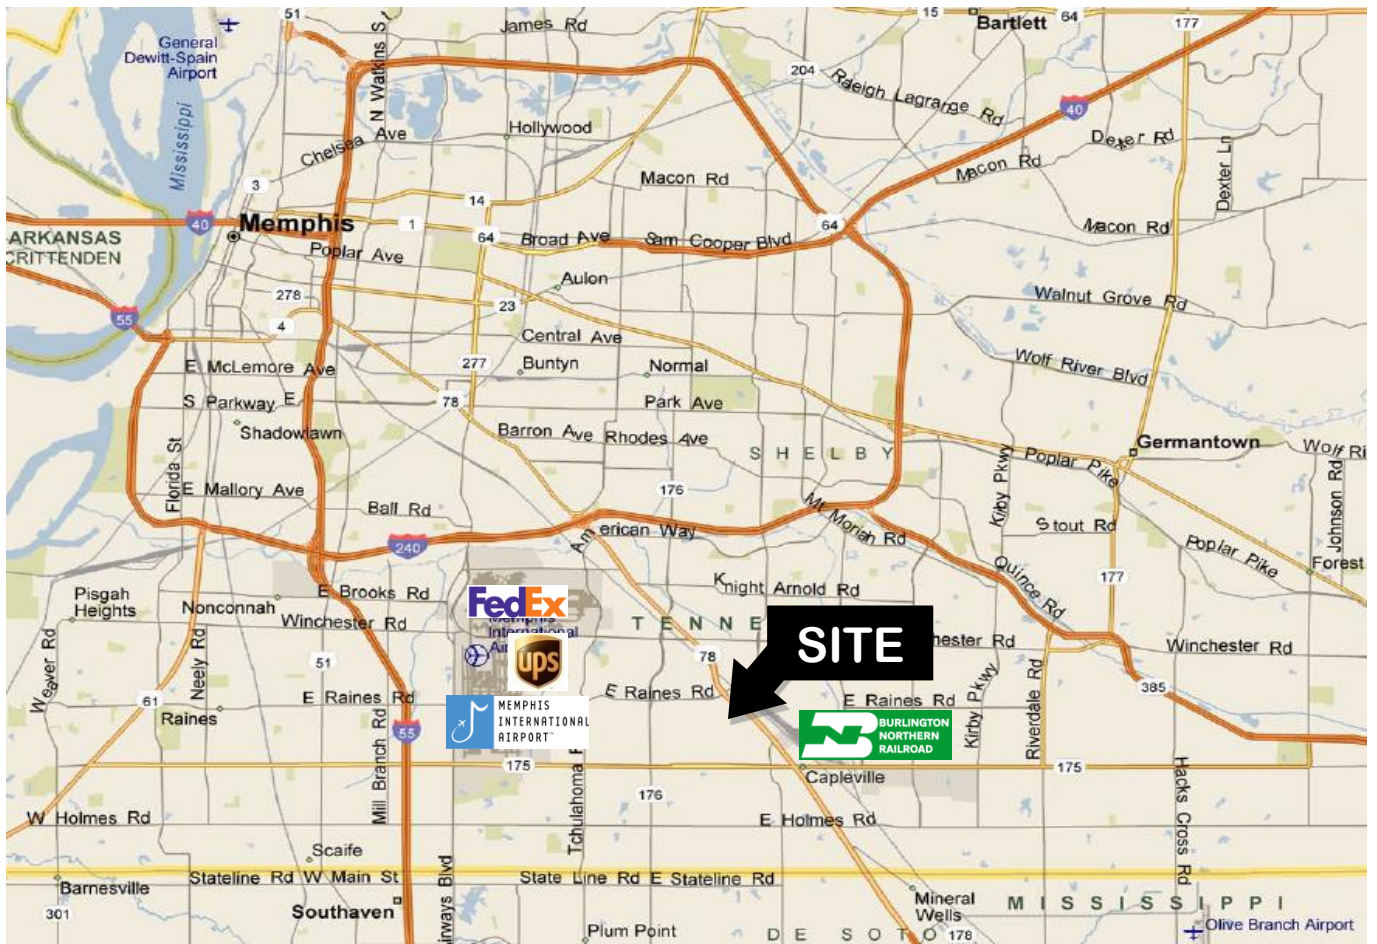 51
James Rd
15
Bartlett
64
177
General
Dewitt-Spain
Airport
N Watkins St
204
Raleigh Lagrange Rd
40
Mississippi
Chelsea Ave
Hollywood
Dexter Rd
Macon Rd
Macon Rd
Dexter Ln
3
14
40
Memphis
1
64
Broad Ave
Sam Cooper Blvd
64
Macon Rd
ARKANSAS
CRITTENDEN
Poplar Ave
Aulon
278
23
Walnut Grove Rd
55
4
Central Ave
277
Buntyn
Normal
Wolf River Blvd
E McLemore Ave
S Parkway E
78
Park Ave
Shadowlawn
Barron Ave
Rhodes Ave
SHELBY
Germantown
Wolf Ri
Poplar Pike
Florida St
E Mallory Ave
176
Kirby Pkwy
Johnson Rd
Ball Rd
American Way
Mt Moriah Rd
Stout Rd
240
Poplar Pike
Forest
Quince Rd
177
Pisgah
Heights
Nonconnah
E Brooks Rd
FedEx
Knight Arnold Rd
Winchester Rd
Memphis
International
Air
TENNE
SITE
hester Rd
Winchester Rd
Weaver Rd
Neely Rd
51
ups
78
61
E Raines Rd
E Raines Rd
E Raines Rd
Kirby Pkwy
Riverdale Rd
385
Raines
MEMPHIS
INTERNATIONAL
AIRPORT
BURLINGTON
NORTHERN
RAILROAD
55
Mill Branch Rd
175
Tchulahoma R
Capleville
175
Hacks Cross Rd
176
W Holmes Rd
E Holmes Rd
Scaife
Barnesville
Stateline Rd W Main St
State Line Rd E Stateline Rd
301
Southaven
irways Blvd
Plum Point
Mineral
Wells
MISSISSIPPI
DE SOTO
178
Olive Branch Airport